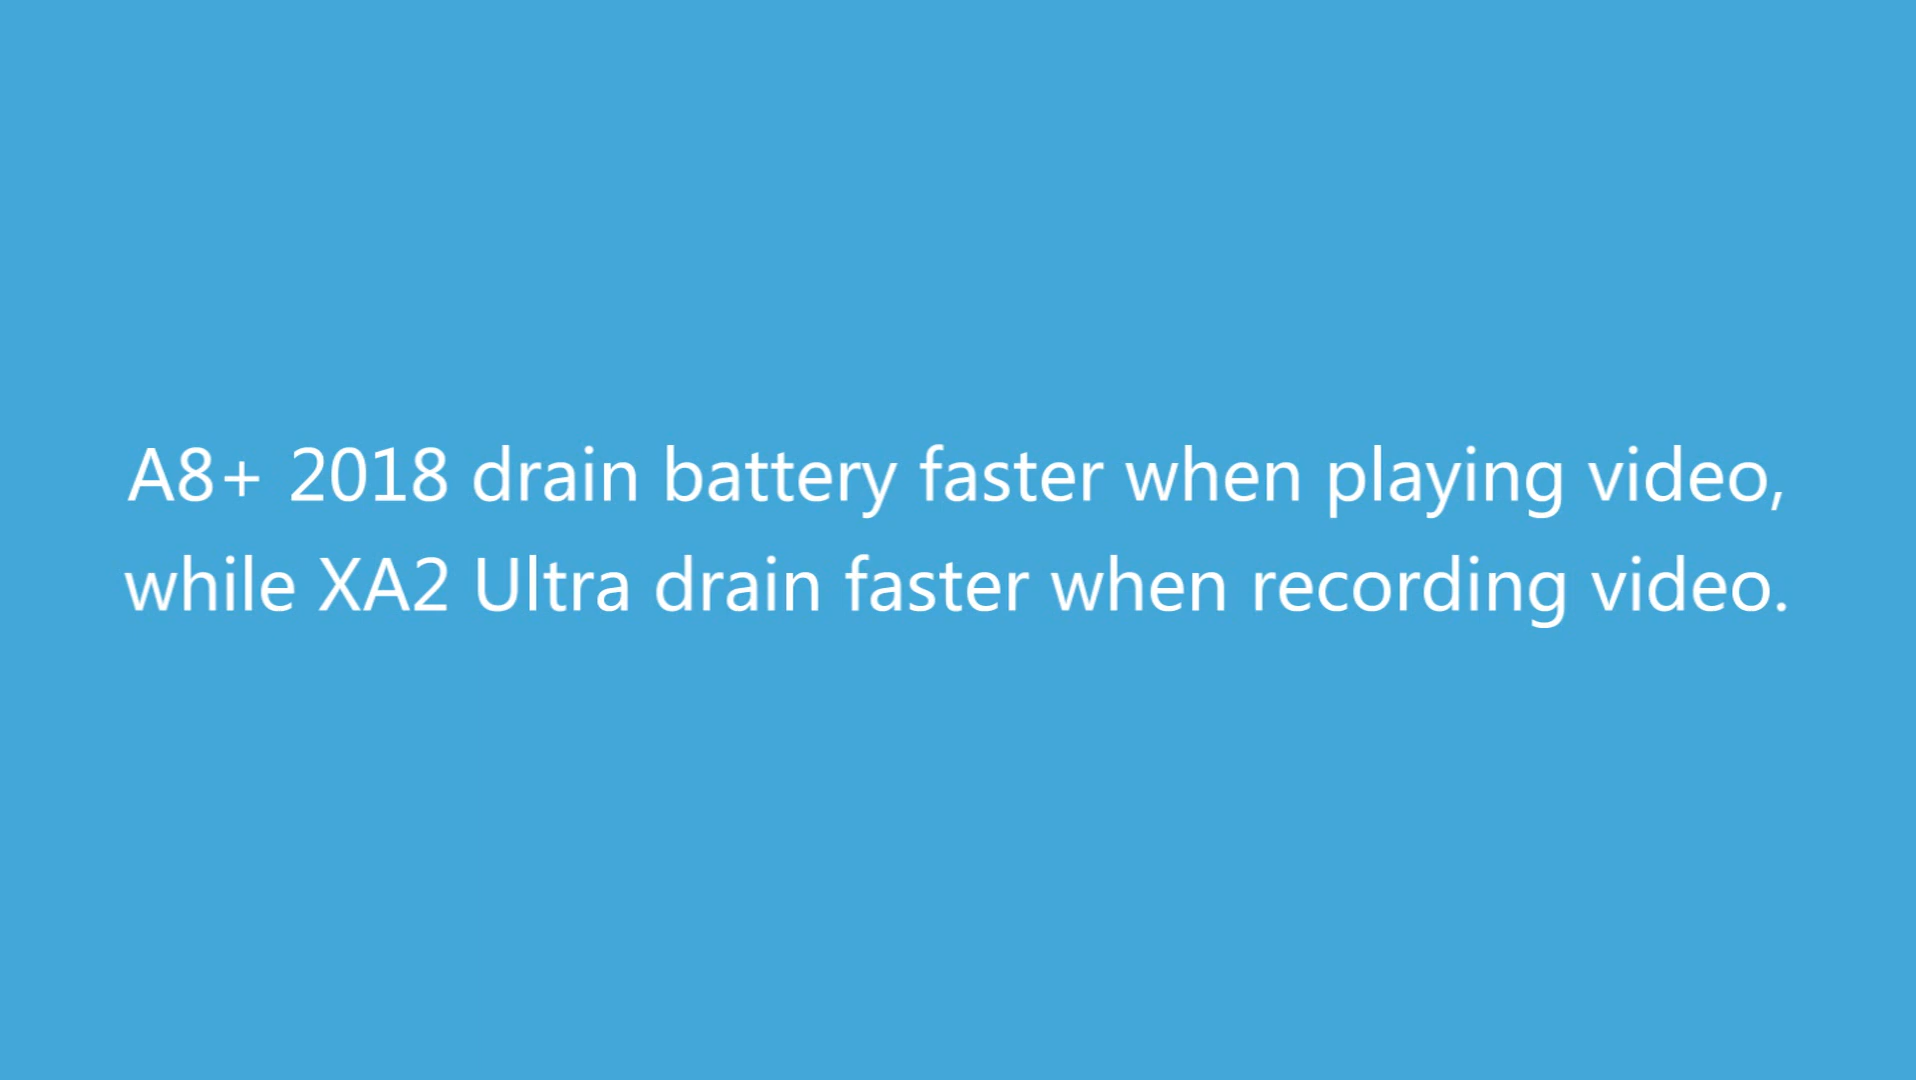 A8+ 2018 drain battery faster when playing video,
while XA2 Ultra drain faster when recording video.